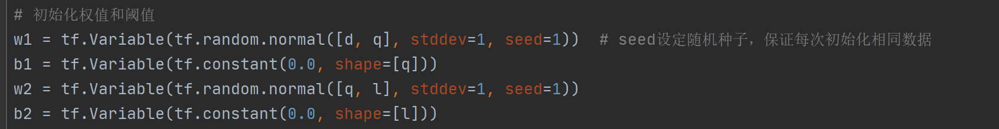 # 初始化权值和阈值
w1 = tf.Variable(tf.random.normal([d, q], stddev=1, seed=1))  # seed设定随机种子，保证每次初始化相同数据
b1 = tf.Variable(tf.constant(0.0, shape=[q]))
w2 = tf.Variable(tf.random.normal([q, l], stddev=1, seed=1))
b2 = tf.Variable(tf.constant(0.0, shape=[l]))